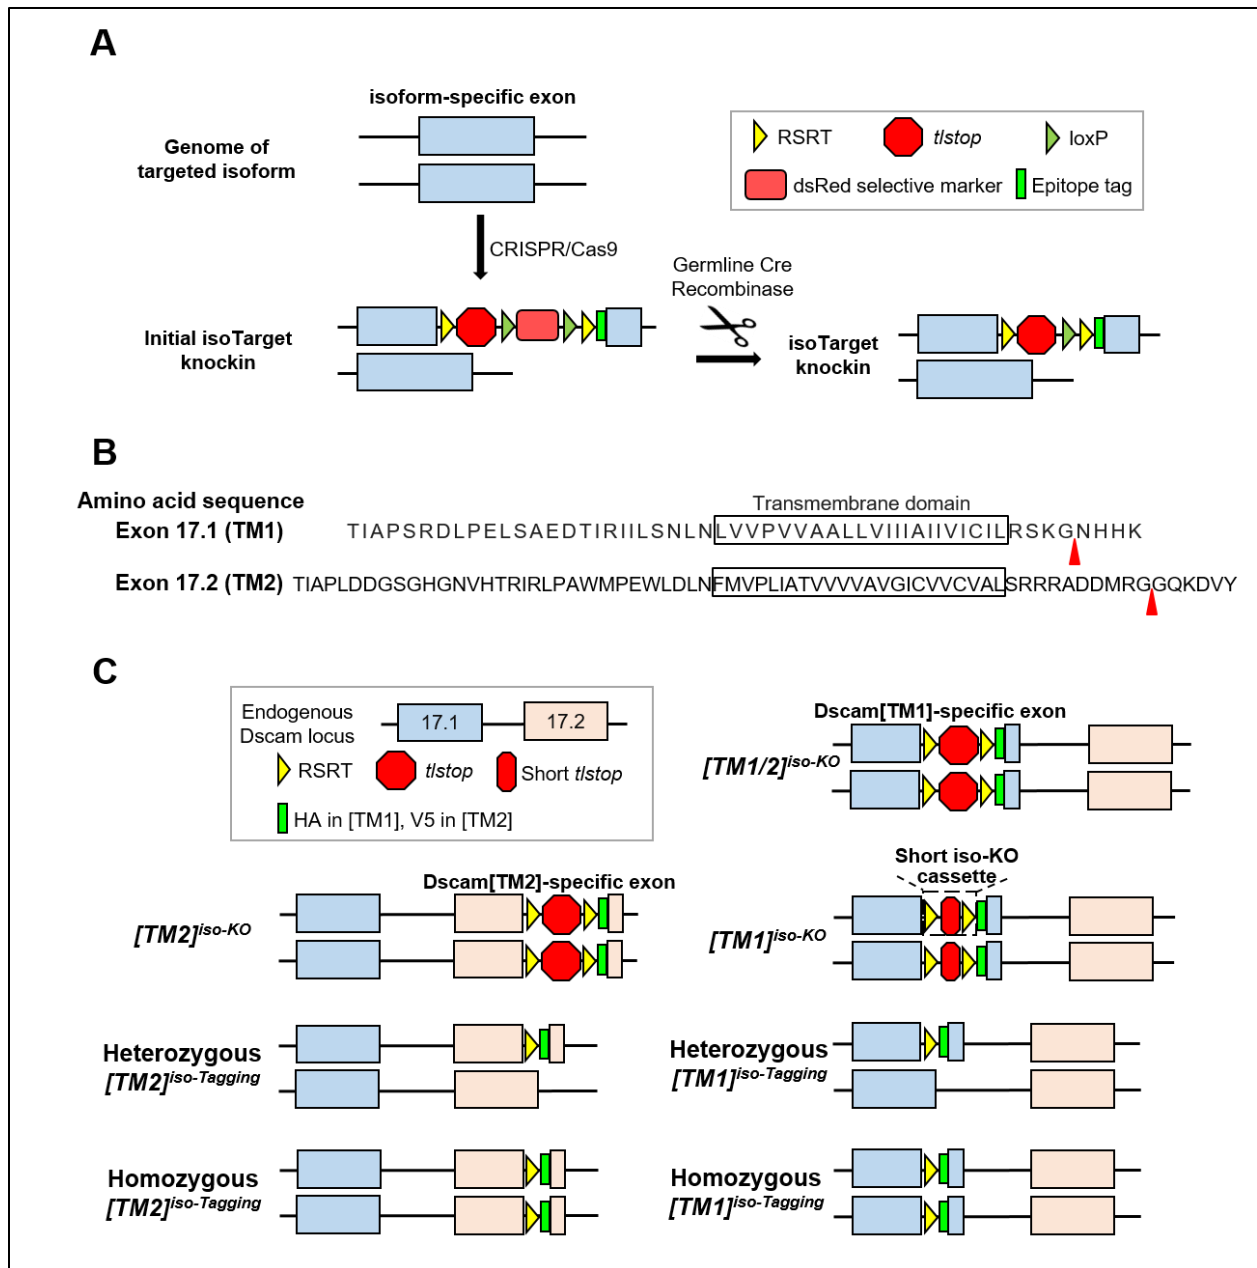 A
isoform-specific exon
Genome of
targeted isoform
RSRT
tlstop
loxP
dsRed selective marker
Epitope tag
CRISPR/Cas9
Germline Cre
Recombinase
Initial isoTarget
knockin
isoTarget
knockin
B
Amino acid sequence
Transmembrane domain
Exon 17.1 (TM1)
TIAPSRDLPELSAEDTIRIILSNLNLVVPVVAALLVIIIAIIVICILRSKGNHHK
Exon 17.2 (TM2)
TIAPLDDGSGHGNVHTRIRLPAWMPEWLDLNFMVPLIATVVVVAVGICVVCVALSRRRADDMRGGQKDVY
C
Endogenous
Dscam locus
17.1
17.2
RSRT
tlstop
Short tlstop
HA in [TM1], V5 in [TM2]
Dscam[TM1]-specific exon
[TM1/2]iso-KO
Dscam[TM2]-specific exon
[TM2]iso-KO
Short iso-KO
cassette
[TM1]iso-KO
Heterozygous
[TM2]iso-Tagging
Heterozygous
[TM1]iso-Tagging
Homozygous
[TM2]iso-Tagging
Homozygous
[TM1]iso-Tagging